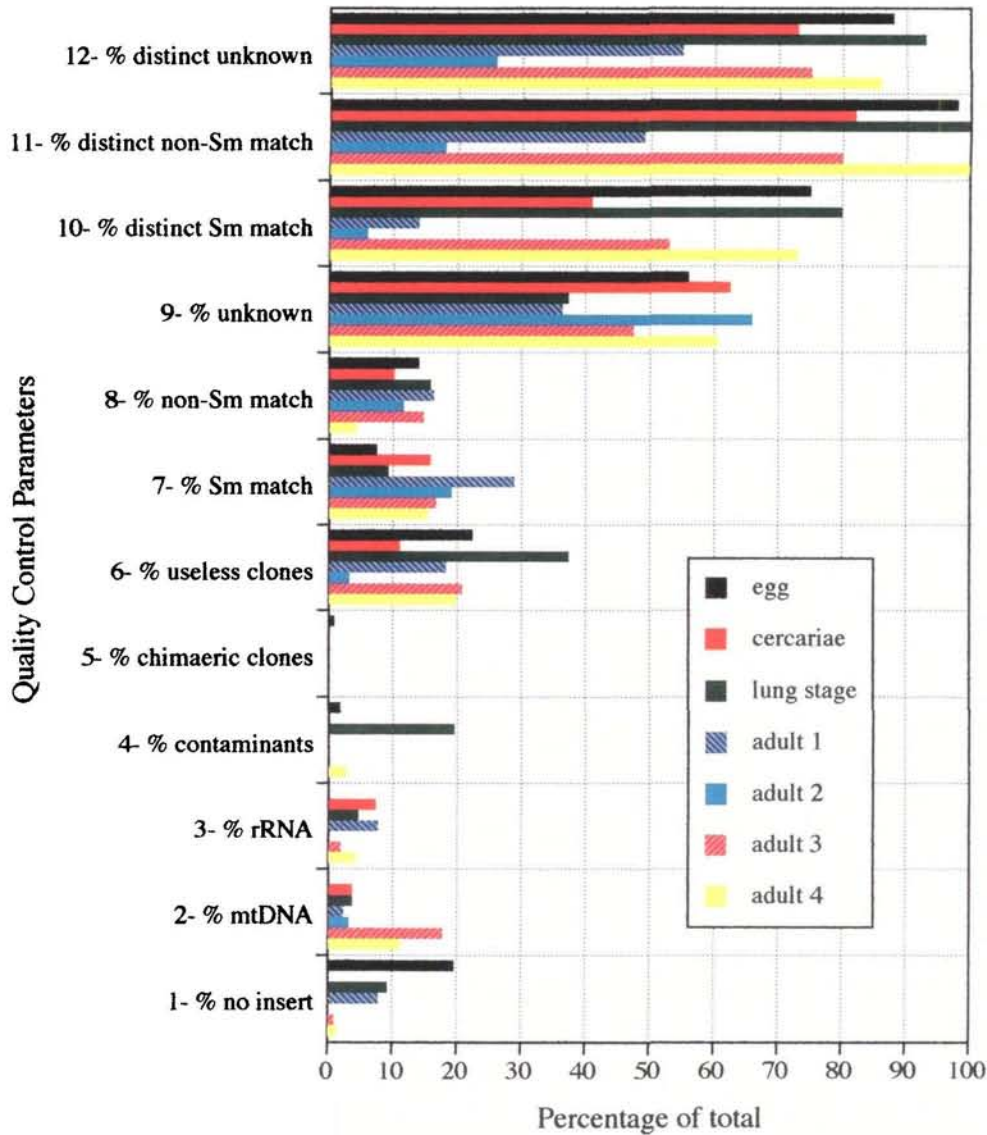 12- % distinct unknown
11- % distinct non-Sm match
10- % distinct Sm match
9- % unknown
8- % non-Sm match
7- % Sm match
6- % useless clones
5- % chimaeric clones
4- % contaminants
3- % rRNA
2- % mtDNA
1- % no insert
Quality Control Parameters
egg
cercariae
lung stage
adult 1
adult 2
adult 3
adult 4
0 10 20 30 40 50 60 70 80 90 100
Percentage of total